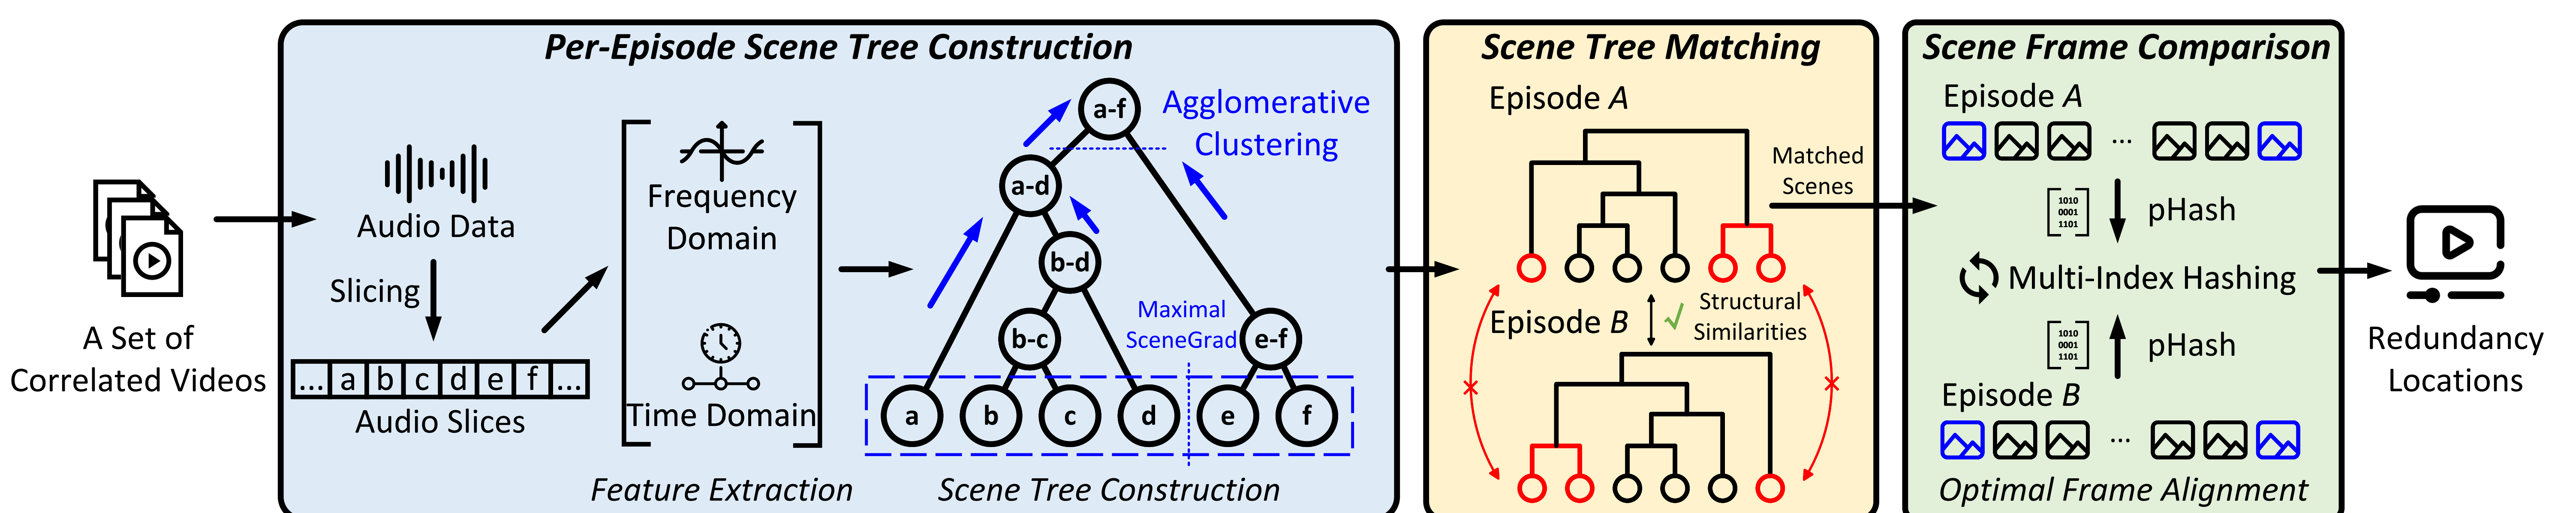 Per-Episode Scene Tree Construction
Scene Tree Matching
Scene Frame Comparison
A Set of
Correlated Videos
Audio Data
Slicing
... a b c d e f ...
Audio Slices
Frequency
Domain
Time Domain
Feature Extraction
Agglomerative
Clustering
a-f
a-d
b-d
b-c
e-f
Maximal
SceneGrad
a b c d e f
Scene Tree Construction
Episode A
Matched
Scenes
Episode B
Structural
Similarities
Episode A
...
1010
0001
1101
pHash
Multi-Index Hashing
1010
0001
1101
pHash
Episode B
...
Optimal Frame Alignment
Redundancy
Locations